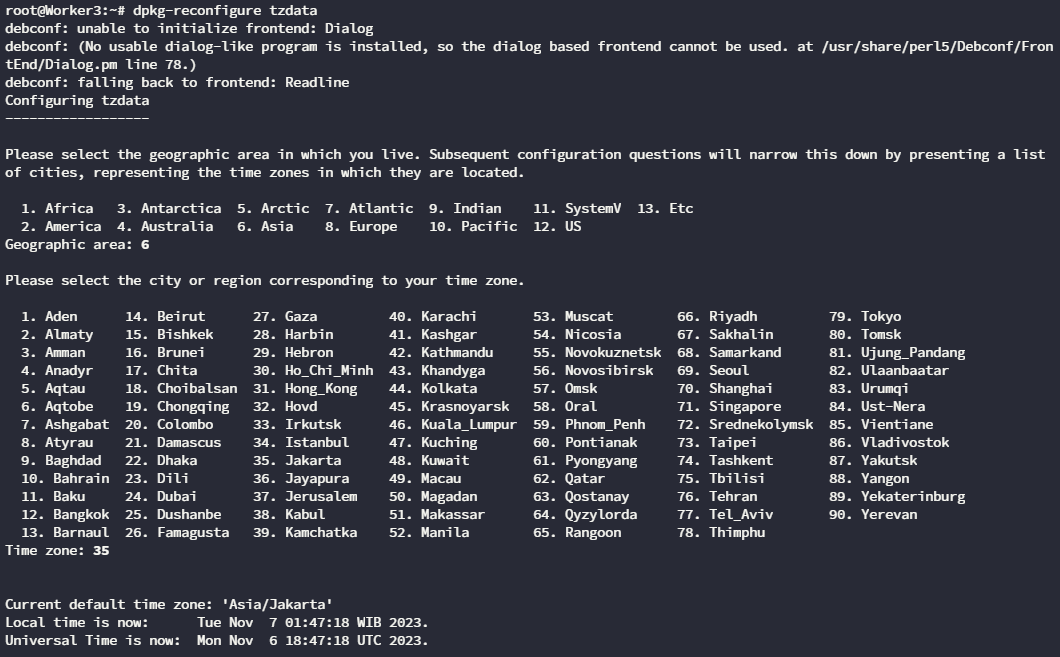 root@Worker3:~# dpkg-reconfigure tzdata
debconf: unable to initialize frontend: Dialog
debconf: (No usable dialog-like program is installed, so the dialog based frontend cannot be used. at /usr/share/perl5/Debconf/Fron
tEnd/Dialog.pm line 78.)
debconf: falling back to frontend: Readline
Configuring tzdata
------------------

Please select the geographic area in which you live. Subsequent configuration questions will narrow this down by presenting a list
of cities, representing the time zones in which they are located.

  1. Africa   3. Antarctica  5. Arctic  7. Atlantic  9. Indian    11. SystemV  13. Etc
  2. America  4. Australia   6. Asia    8. Europe    10. Pacific  12. US
Geographic area: 6

Please select the city or region corresponding to your time zone.

  1. Aden      14. Beirut      27. Gaza         40. Karachi       53. Muscat        66. Riyadh         79. Tokyo
  2. Almaty    15. Bishkek     28. Harbin       41. Kashgar       54. Nicosia       67. Sakhalin       80. Tomsk
  3. Amman     16. Brunei      29. Hebron       42. Kathmandu     55. Novokuznetsk  68. Samarkand      81. Ujung_Pandang
  4. Anadyr    17. Chita       30. Ho_Chi_Minh  43. Khandyga      56. Novosibirsk   69. Seoul          82. Ulaanbaatar
  5. Aqtau     18. Choibalsan  31. Hong_Kong    44. Kolkata       57. Omsk          70. Shanghai       83. Urumqi
  6. Aqtobe    19. Chongqing   32. Hovd         45. Krasnoyarsk   58. Oral          71. Singapore      84. Ust-Nera
  7. Ashgabat  20. Colombo     33. Irkutsk      46. Kuala_Lumpur  59. Phnom_Penh    72. Srednekolymsk  85. Vientiane
  8. Atyrau    21. Damascus    34. Istanbul     47. Kuching       60. Pontianak     73. Taipei         86. Vladivostok
  9. Baghdad   22. Dhaka       35. Jakarta      48. Kuwait        61. Pyongyang     74. Tashkent       87. Yakutsk
  10. Bahrain  23. Dili        36. Jayapura     49. Macau         62. Qatar         75. Tbilisi        88. Yangon
  11. Baku     24. Dubai       37. Jerusalem    50. Magadan       63. Qostanay      76. Tehran         89. Yekaterinburg
  12. Bangkok  25. Dushanbe    38. Kabul        51. Makassar      64. Qyzylorda     77. Tel_Aviv       90. Yerevan
  13. Barnaul  26. Famagusta   39. Kamchatka    52. Manila        65. Rangoon       78. Thimphu
Time zone: 35


Current default time zone: 'Asia/Jakarta'
Local time is now:      Tue Nov  7 01:47:18 WIB 2023.
Universal Time is now:  Mon Nov  6 18:47:18 UTC 2023.